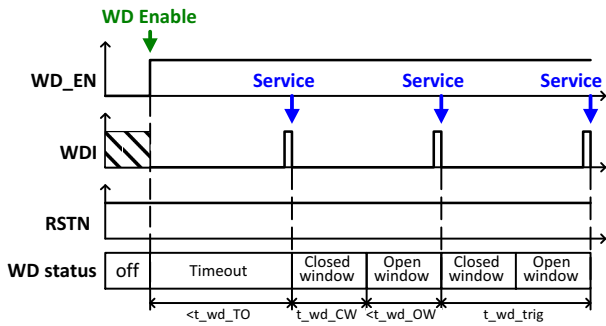 WD Enable
WD_EN
Service Service Service
WDI
RSTN
WD status off Timeout Closed window Open window Closed window Open window
<t_wd_TO t_wd_CW <t_wd_OW t_wd_trig